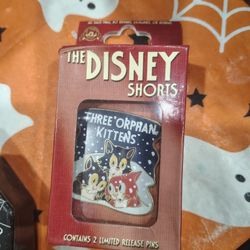 THE
DISNEY
SHORTS
THREE ORPHAN
KITTENS
CONTAINS 2 LIMITED RELEASE PINS